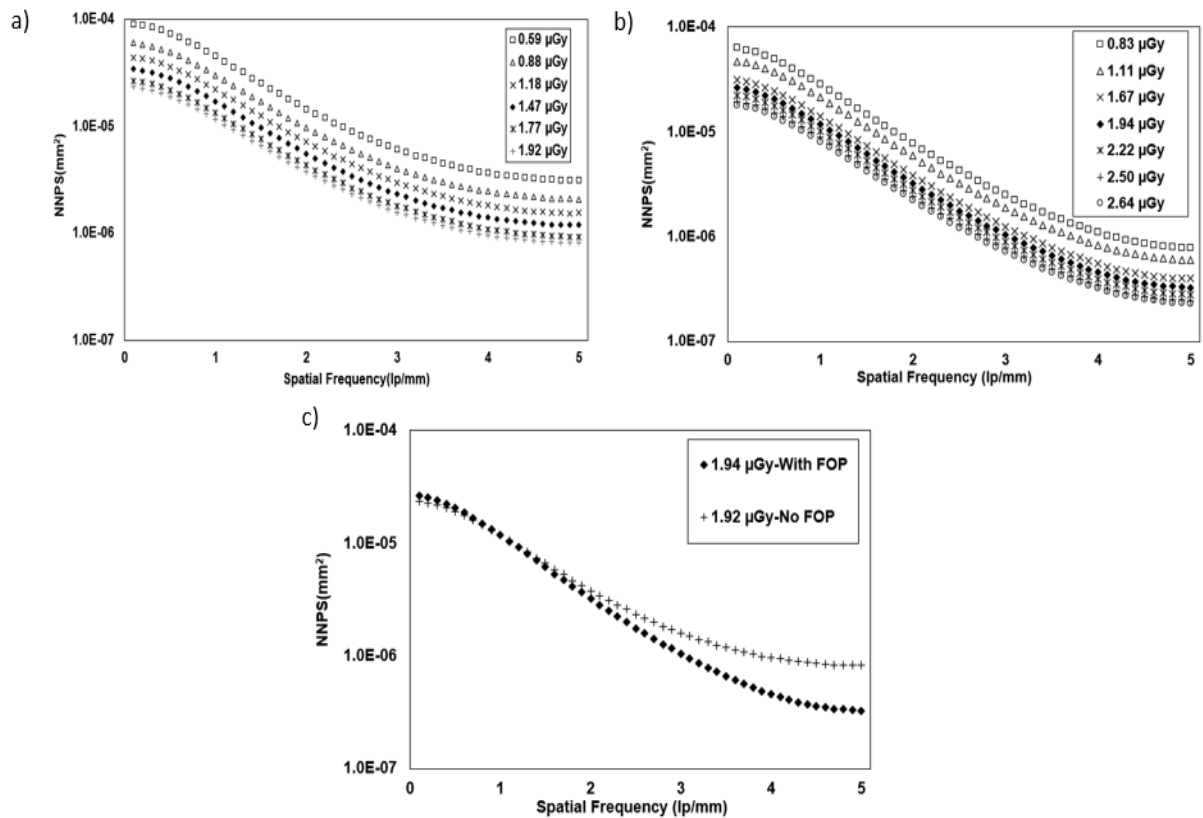 a)
1.0E-04
1.0E-05
1.0E-06
1.0E-07
NNPS(mm²)
0 1 2 3 4 5
Spatial Frequency(lp/mm)
0.59 µGy
0.88 µGy
1.18 µGy
1.47 µGy
1.77 µGy
1.92 µGy
b)
1.0E-04
1.0E-05
1.0E-06
1.0E-07
NNPS(mm²)
0 1 2 3 4 5
Spatial Frequency (lp/mm)
0.83 µGy
1.11 µGy
1.67 µGy
1.94 µGy
2.22 µGy
2.50 µGy
2.64 µGy
c)
1.0E-04
1.0E-05
1.0E-06
1.0E-07
NNPS(mm²)
0 1 2 3 4 5
Spatial Frequency (lp/mm)
1.94 µGy-With FOP
1.92 µGy-No FOP